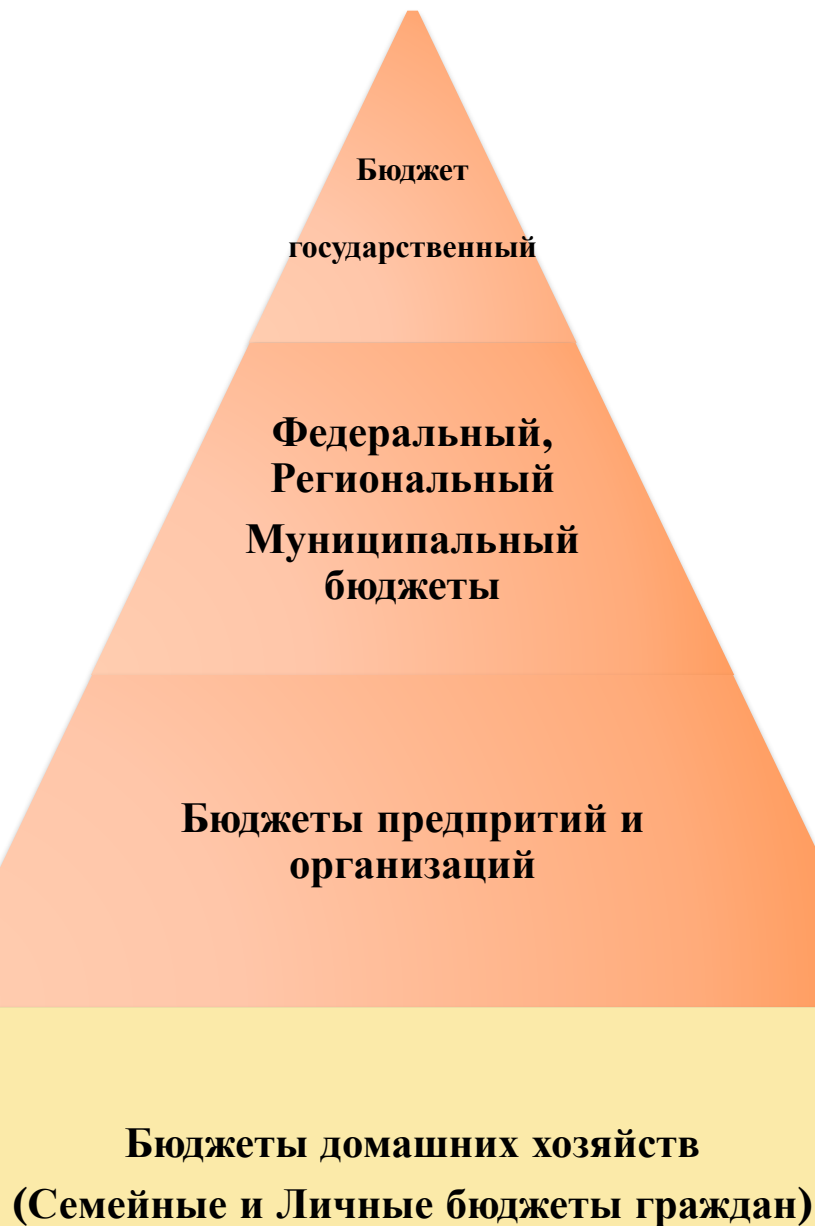 Бюджет
государственный
Федеральный,
Региональный
Муниципальный
бюджеты
Бюджеты предпритий и
организаций
Бюджеты домашних хозяйств
(Семейные и Личные бюджеты граждан)